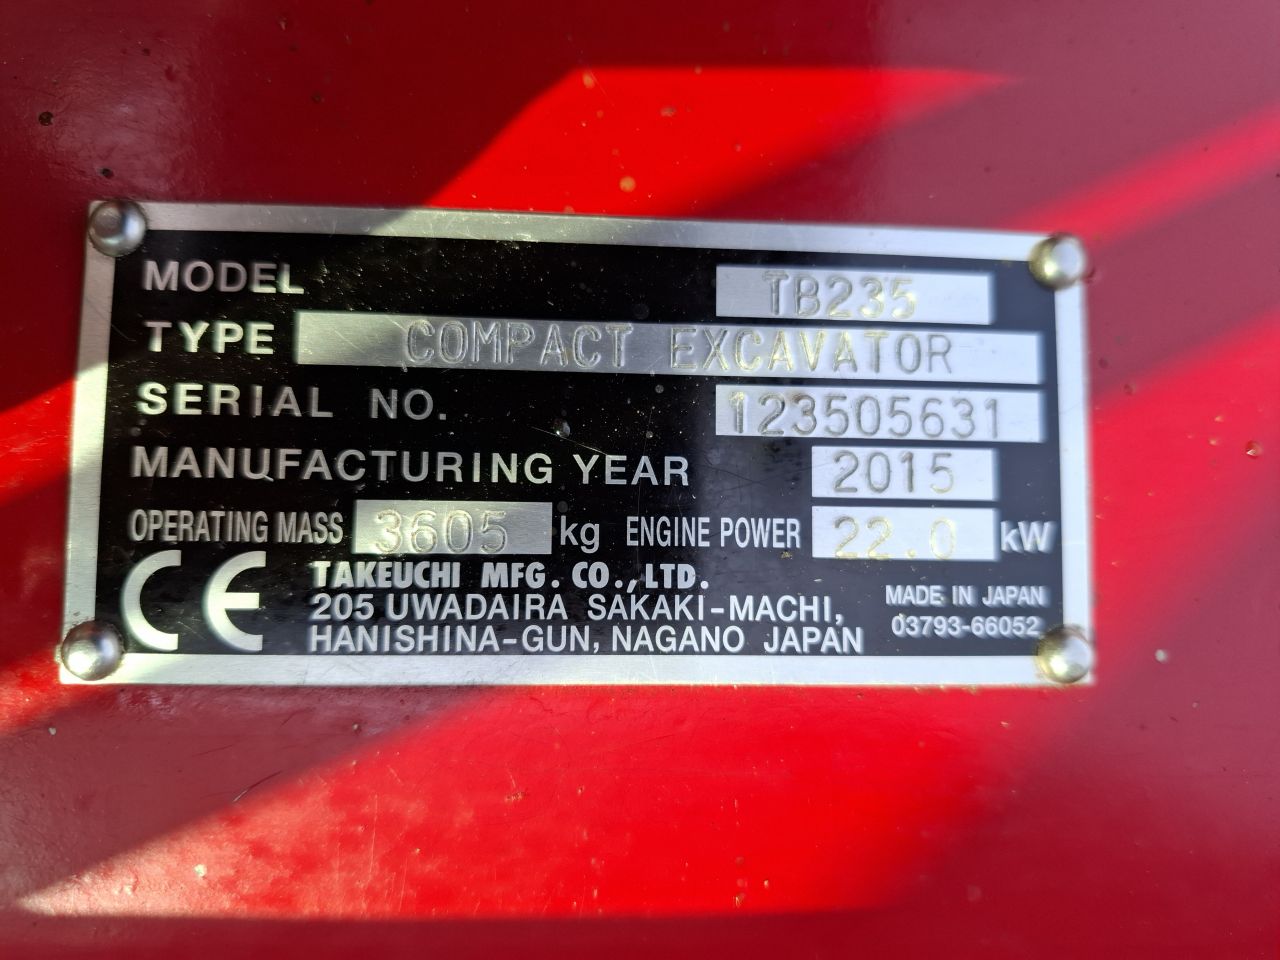 MODEL TB235
TYPE COMPACT EXCAVATOR
SERIAL NO. 123505631
MANUFACTURING YEAR 2015
OPERATING MASS 3605 kg ENGINE POWER 22.0 kW
CE TAKEUCHI MFG. CO., LTD.
205 UWADAIRA SAKAKI-MACHI,
HANISHINA-GUN, NAGANO JAPAN
MADE IN JAPAN
03793-66052